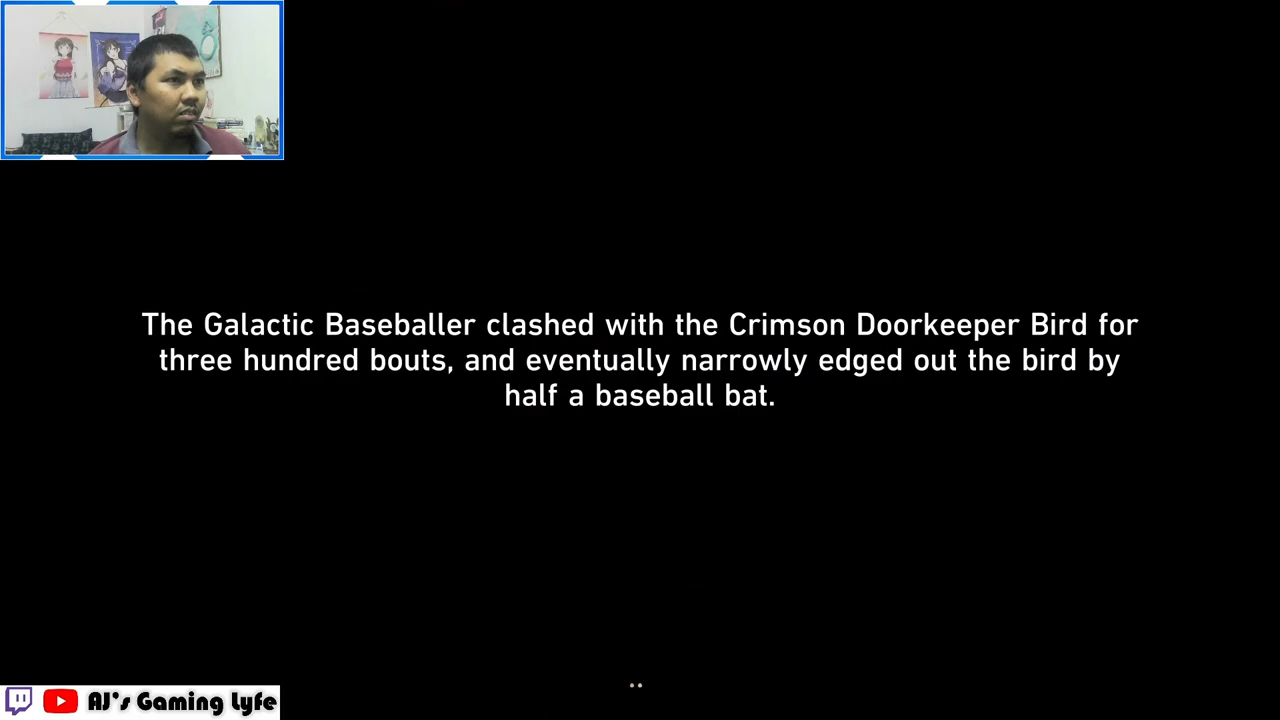 The Galactic Baseballer clashed with the Crimson Doorkeeper Bird for
three hundred bouts, and eventually narrowly edged out the bird by
half a baseball bat.
AJ's Gaming Lyfe